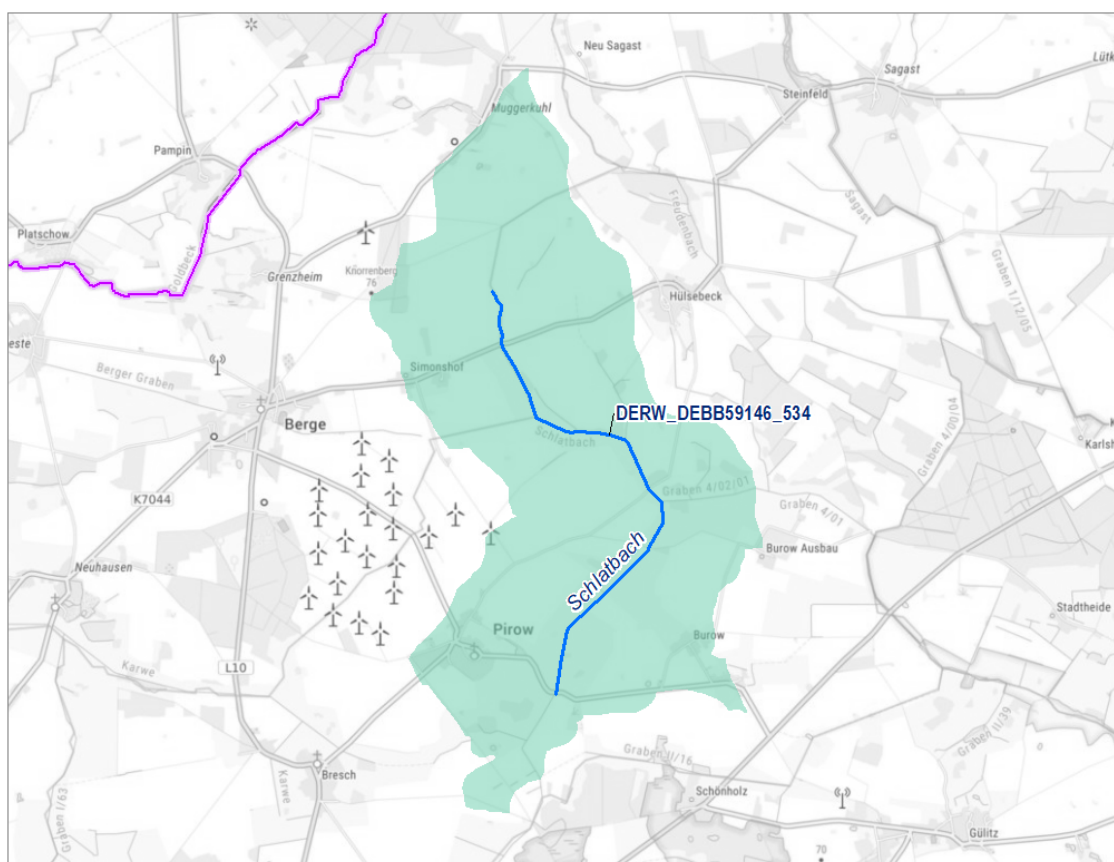 Neu Sagast
Sagast
Lütk
Steinfeld
Muggerkuhl
Pampin
Freudenbach
Sagast
Platschow
Goldbeck
Grenzheim
Knorrenberg
76
Hülsebeck
Graben 1/12/05
este
Berger Graben
Simonshof
Berge
DERW_DEBB59146_534
Schlatbach
Graben 4/00/04
K
Karlsh
K7044
Graben 4/02/01
Graben 4/01
Burow Ausbau
Neuhausen
Schlatbach
Stadtheide
Pirow
Burow
Karwe
L10
Graben II/39
Graben II/16
Bresch
Karwe
Graben I/63
Schönholz
Gülitz
70